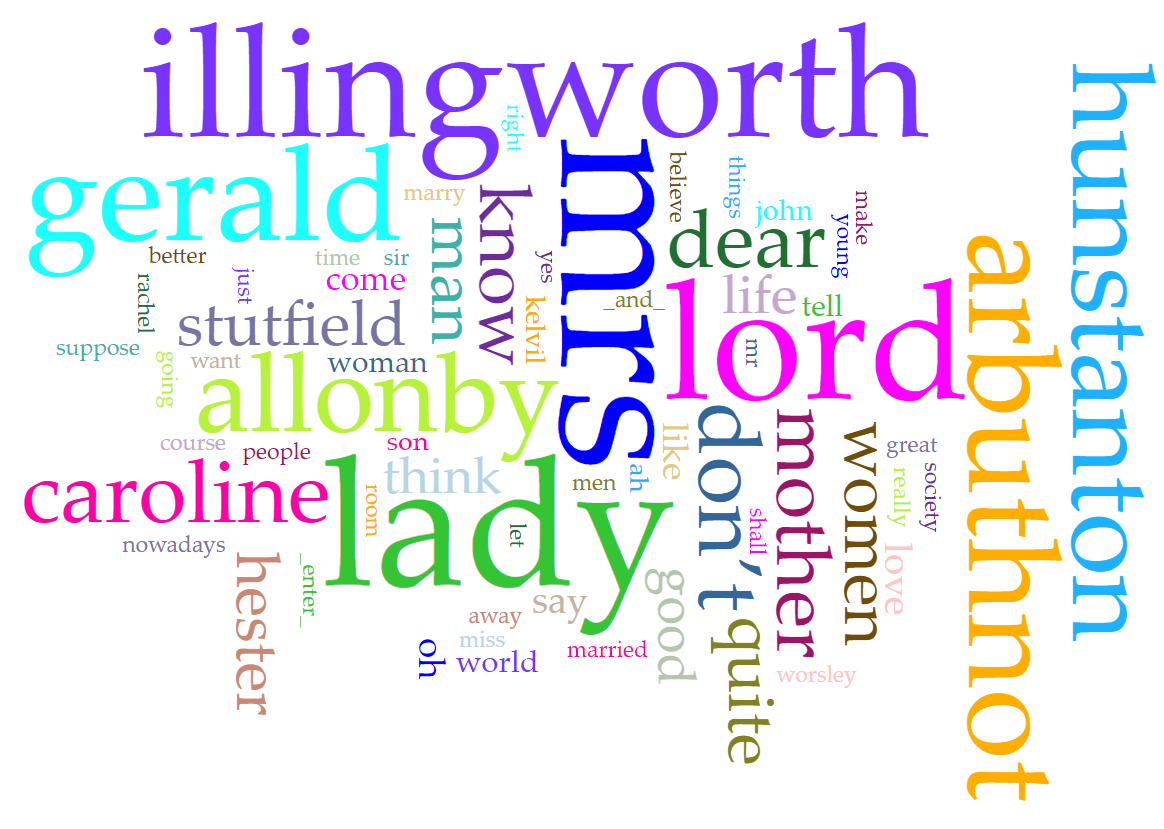 illingworth
hunstanton
right
mrs
gerald
marry
know
believe
things
john
make
young
dear
arbuthnot
man
better
time
sir
yes
just
come
rachel
_and_
life
tell
lord
kelvil
stutfield
suppose
going
want
woman
mr
allonby
don't
mother
women
like
course
people
son
great
think
men
ah
really
society
caroline
lady
room
let
shall
nowadays
love
hester
_enter_
good
say
away
quite
oh
miss
world
married
worsley